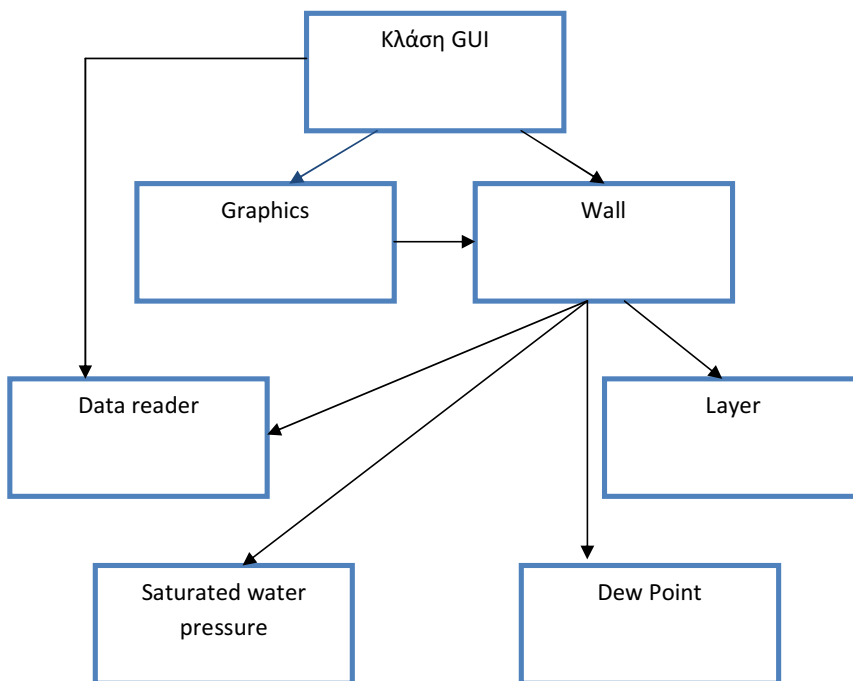 Κλάση GUI
Graphics
Wall
Data reader
Layer
Saturated water
pressure
Dew Point